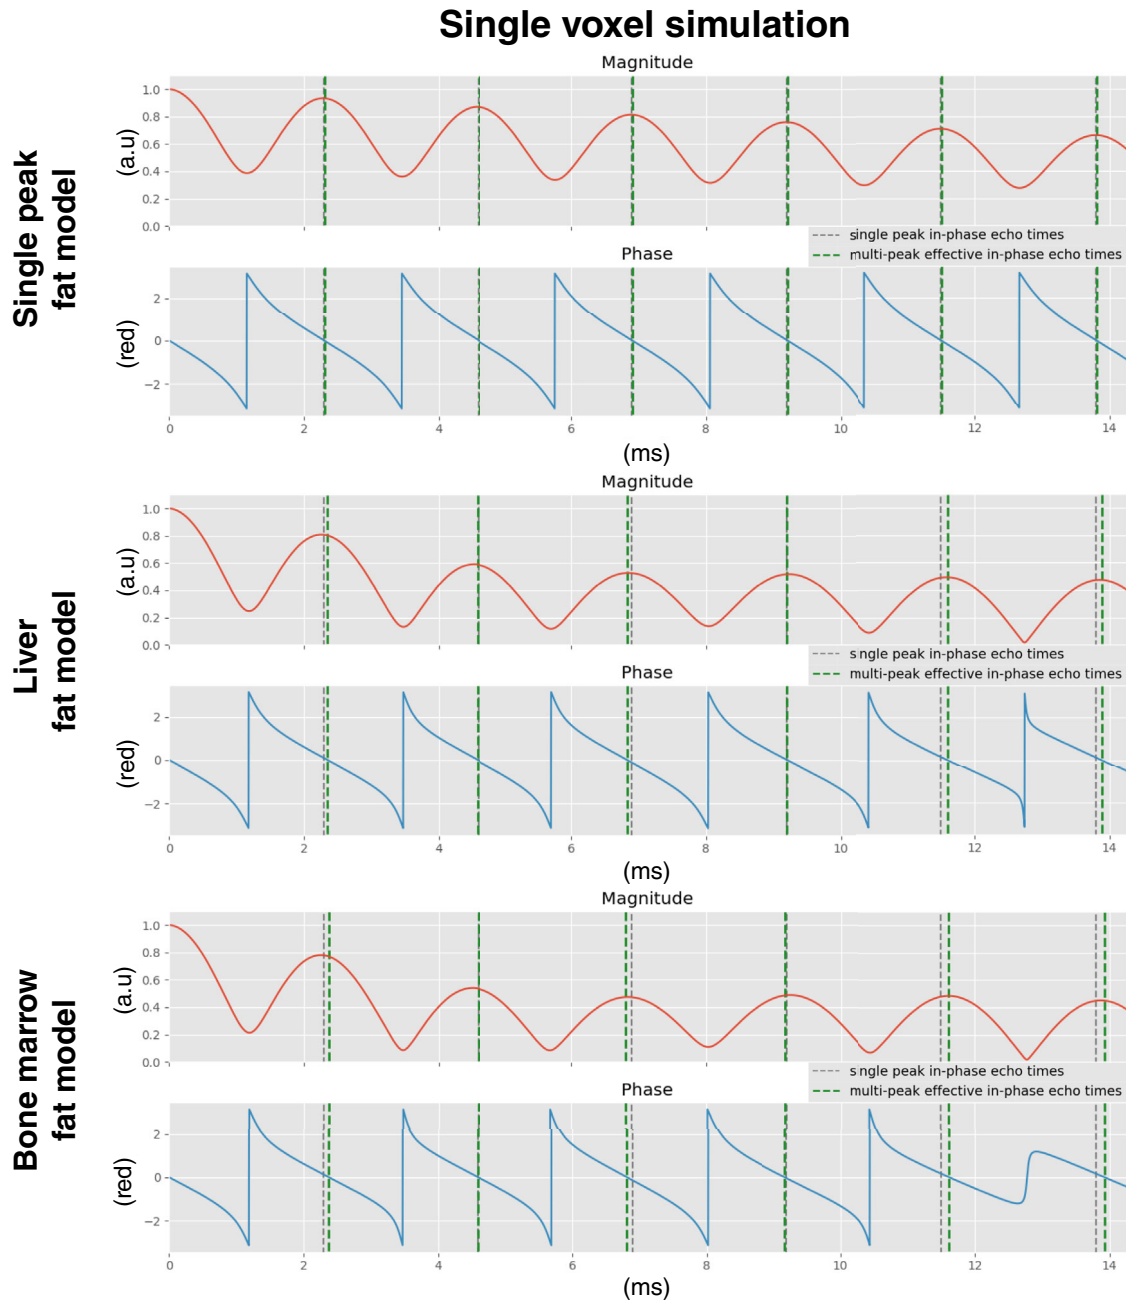 Single voxel simulation
Single peak
fat model
Magnitude
(a.u)
1.0
0.8
0.6
0.4
0.2
0.0
single peak in-phase echo times
multi-peak effective in-phase echo times
Phase
(red)
2
0
−2
0 2 4 6 8 10 12 14
(ms)
Liver
fat model
Magnitude
(a.u)
1.0
0.8
0.6
0.4
0.2
0.0
single peak in-phase echo times
multi-peak effective in-phase echo times
Phase
(red)
2
0
−2
0 2 4 6 8 10 12 14
(ms)
Bone marrow
fat model
Magnitude
(a.u)
1.0
0.8
0.6
0.4
0.2
0.0
single peak in-phase echo times
multi-peak effective in-phase echo times
Phase
(red)
2
0
−2
0 2 4 6 8 10 12 14
(ms)